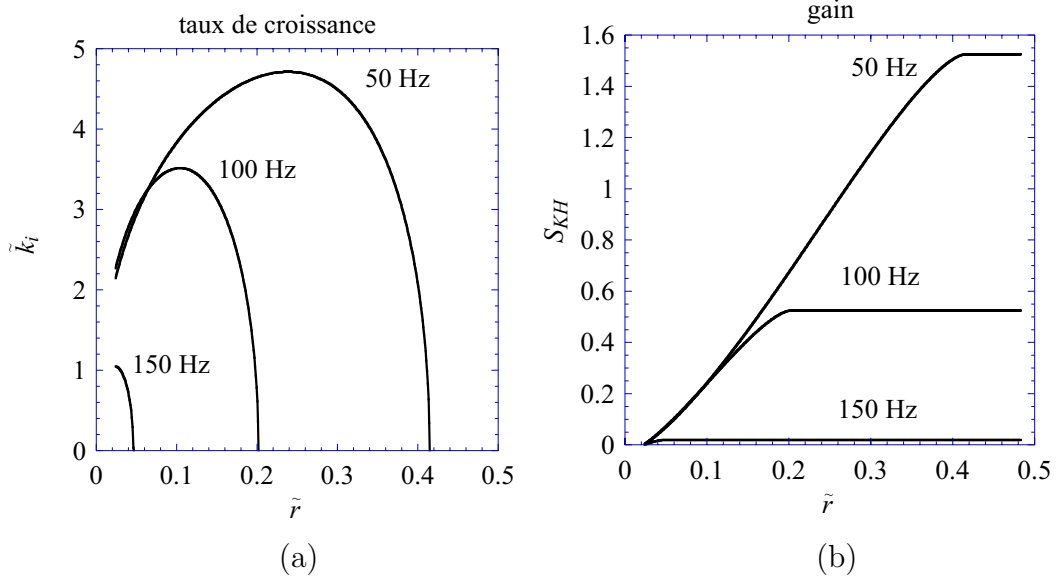 taux de croissance
5
4
3
2
1
0
k̃ᵢ
50 Hz
100 Hz
150 Hz
0 0.1 0.2 0.3 0.4 0.5
r̃
(a)
gain
1.6
1.4
1.2
1
0.8
0.6
0.4
0.2
0
S_KH
50 Hz
100 Hz
150 Hz
0 0.1 0.2 0.3 0.4 0.5
r̃
(b)